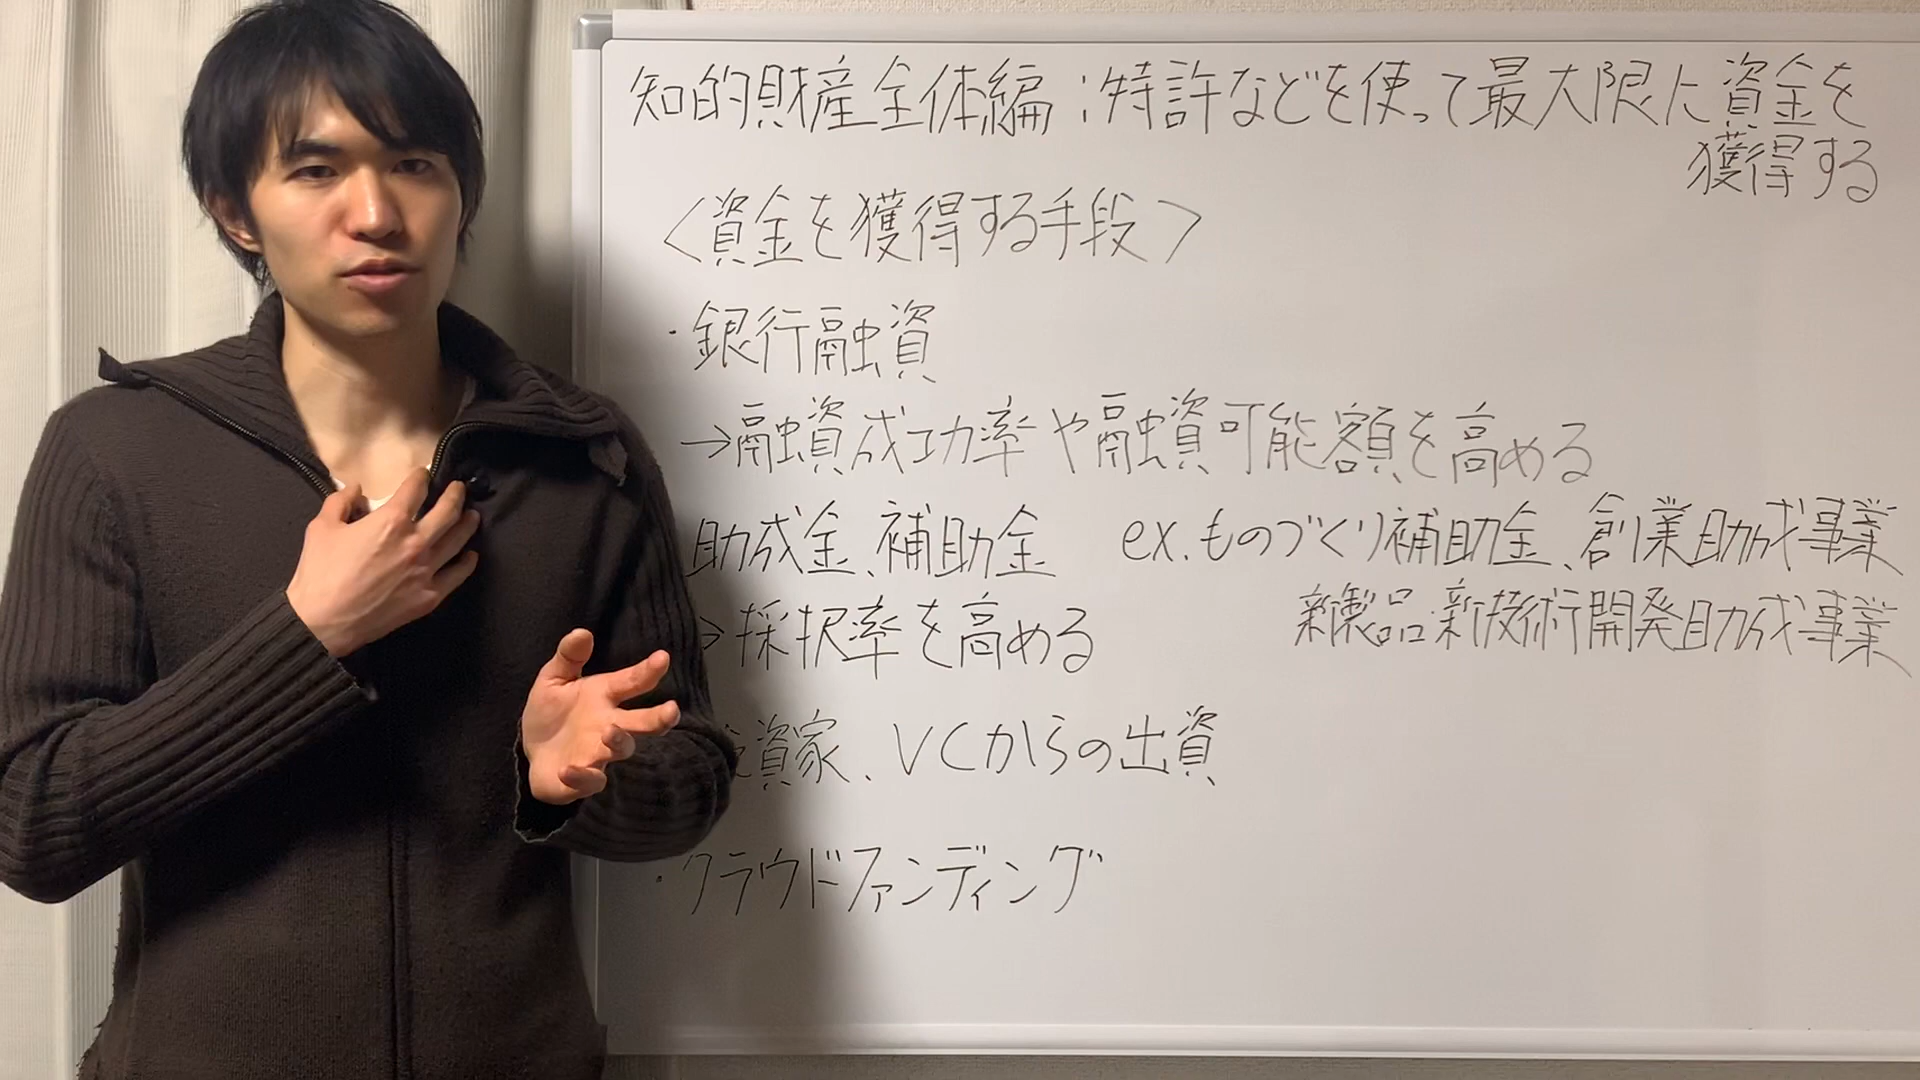 知的財産全体編:特許などを使って最大限に資金を
獲得する
<資金を獲得する手段>
・銀行融資
→融資成功率や融資可能額を高める
助成金、補助金 ex.ものづくり補助金、創業助成事業
新製品・新技術開発助成事業
→採択率を高める
資家、VCからの出資
・クラウドファンディング